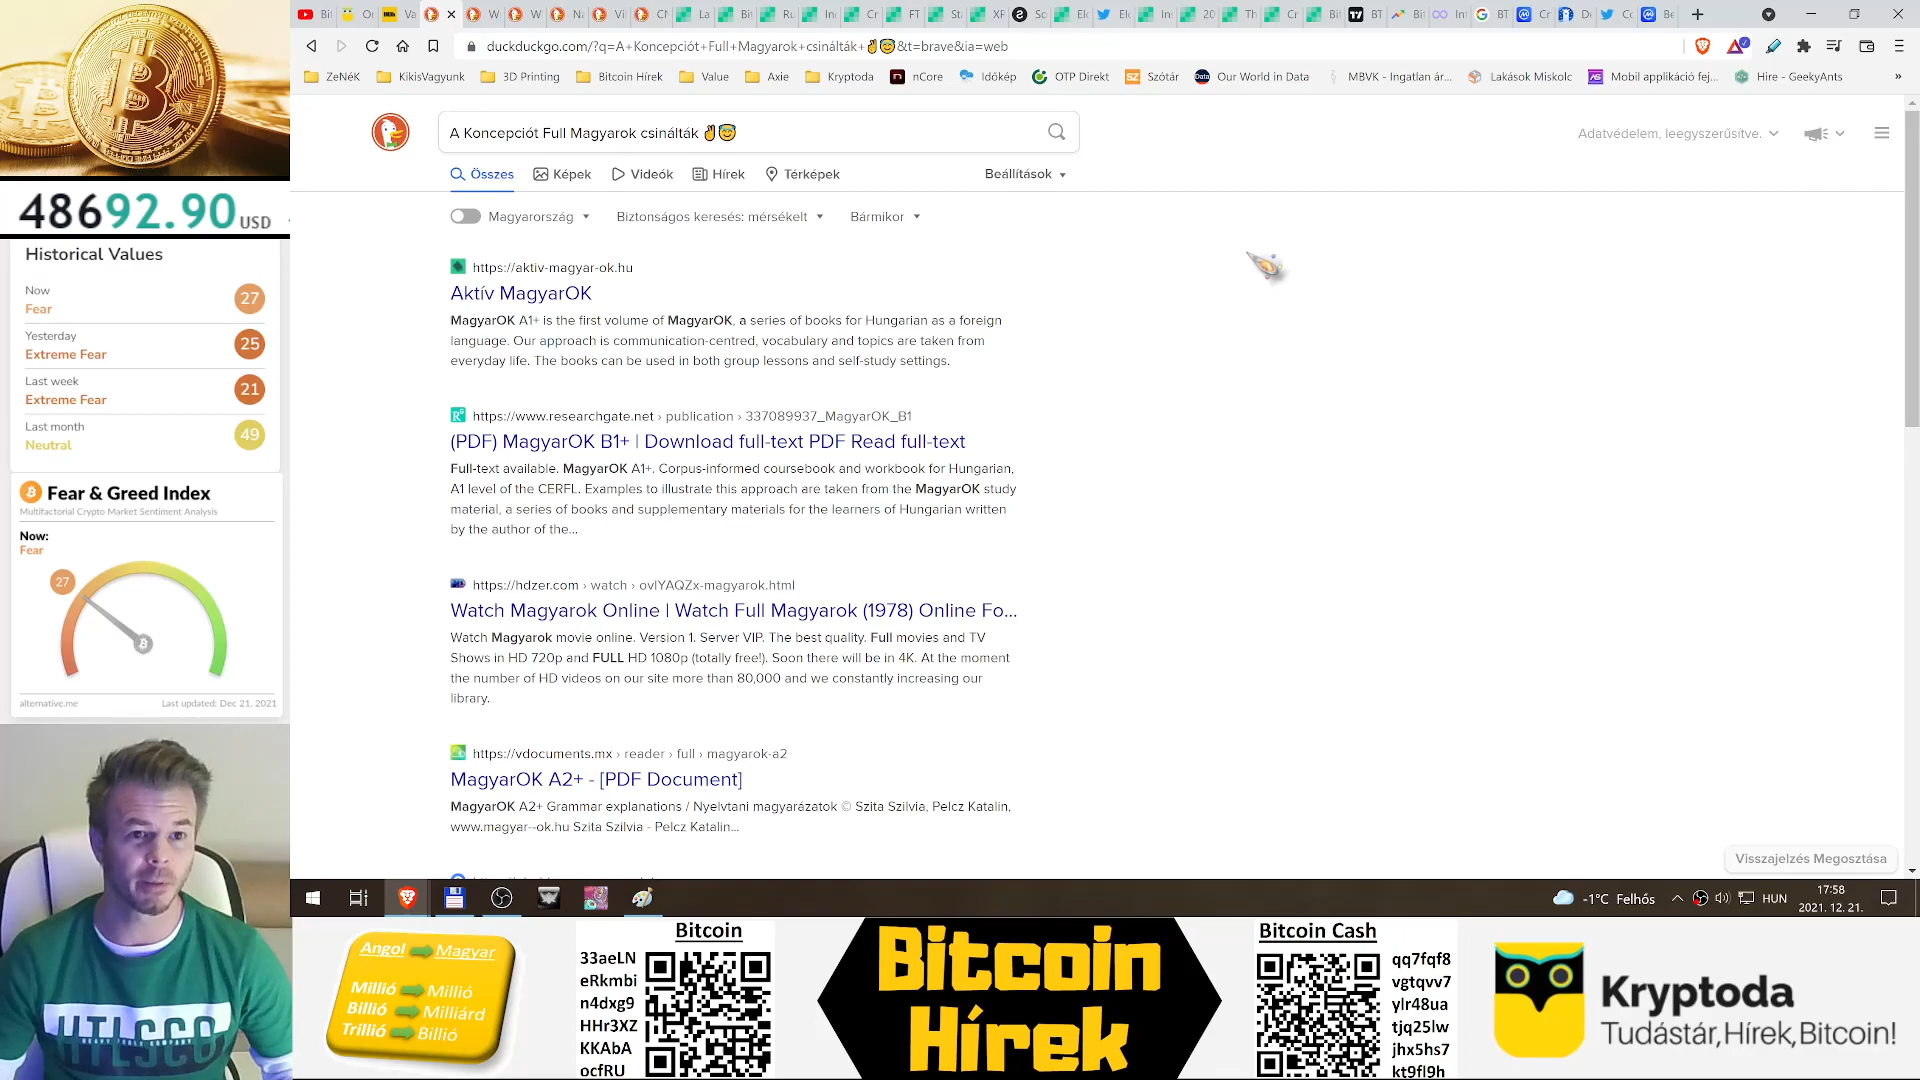 duckduckgo.com/?q=A+Koncepciót+Full+Magyarok+csinálták+✌😇&t=brave&ia=web
ZeNéK
KikisVagyunk
3D Printing
Bitcoin Hírek
Value
Axie
Kryptoda
nCore
Időkép
OTP Direkt
Szótár
Our World in Data
MBVK - Ingatlan ár...
Lakások Miskolc
Mobil applikáció fej...
Hire - GeekyAnts
»
A Koncepciót Full Magyarok csinálták ✌😇
Adatvédelem, leegyszerűsítve.
Összes
Képek
Videók
Hírek
Térképek
Beállítások
Magyarország
Biztonságos keresés: mérsékelt
Bármikor
https://aktiv-magyar-ok.hu
Aktív MagyarOK
MagyarOK A1+ is the first volume of MagyarOK, a series of books for Hungarian as a foreign
language. Our approach is communication-centred, vocabulary and topics are taken from
everyday life. The books can be used in both group lessons and self-study settings.
https://www.researchgate.net › publication › 337089937_MagyarOK_B1
(PDF) MagyarOK B1+ | Download full-text PDF Read full-text
Full-text available. MagyarOK A1+. Corpus-informed coursebook and workbook for Hungarian,
A1 level of the CERFL. Examples to illustrate this approach are taken from the MagyarOK study
material, a series of books and supplementary materials for the learners of Hungarian written
by the author of the...
https://hdzer.com › watch › ovlYAQZx-magyarok.html
Watch Magyarok Online | Watch Full Magyarok (1978) Online Fo...
Watch Magyarok movie online. Version 1. Server VIP. The best quality. Full movies and TV
Shows in HD 720p and FULL HD 1080p (totally free!). Soon there will be in 4K. At the moment
the number of HD videos on our site more than 80,000 and we constantly increasing our
library.
https://vdocuments.mx › reader › full › magyarok-a2
MagyarOK A2+ - [PDF Document]
MagyarOK A2+ Grammar explanations / Nyelvtani magyarázatok © Szita Szilvia, Pelcz Katalin,
www.magyar--ok.hu Szita Szilvia - Pelcz Katalin...
Visszajelzés Megosztása
48692.90 USD
Historical Values
Now
Fear
27
Yesterday
Extreme Fear
25
Last week
Extreme Fear
21
Last month
Neutral
49
Fear & Greed Index
Multifactorial Crypto Market Sentiment Analysis
Now:
Fear
27
alternative.me
Last updated: Dec 21, 2021
-1°C Felhős
HUN
17:58
2021. 12. 21.
HTLSCO
Angol Magyar
Millió Millió
Billió Milliárd
Trillió Billió
Bitcoin
33aeLN
eRkmbi
n4dxg9
HHr3XZ
KKAbA
ocfRU
Bitcoin
Hírek
Bitcoin Cash
qq7fqf8
vgtqvv7
ylr48ua
tjq25lw
jhx5hs7
kt9fl9h
Kryptoda
Tudástár,Hírek,Bitcoin!